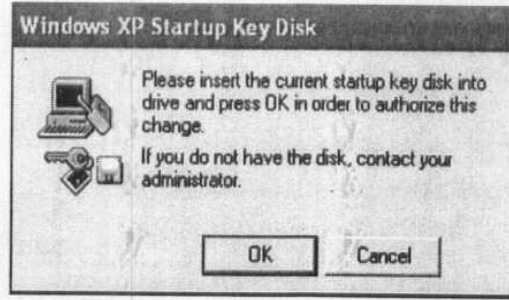 Windows XP Startup Key Disk
Please insert the current startup key disk into
drive and press OK in order to authorize this
change.
If you do not have the disk, contact your
administrator.
OK
Cancel